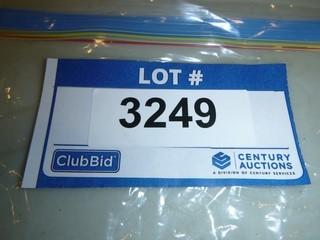 LOT #
3249
ClubBid
CENTURY
AUCTIONS
A DIVISION OF CENTURY SERVICES